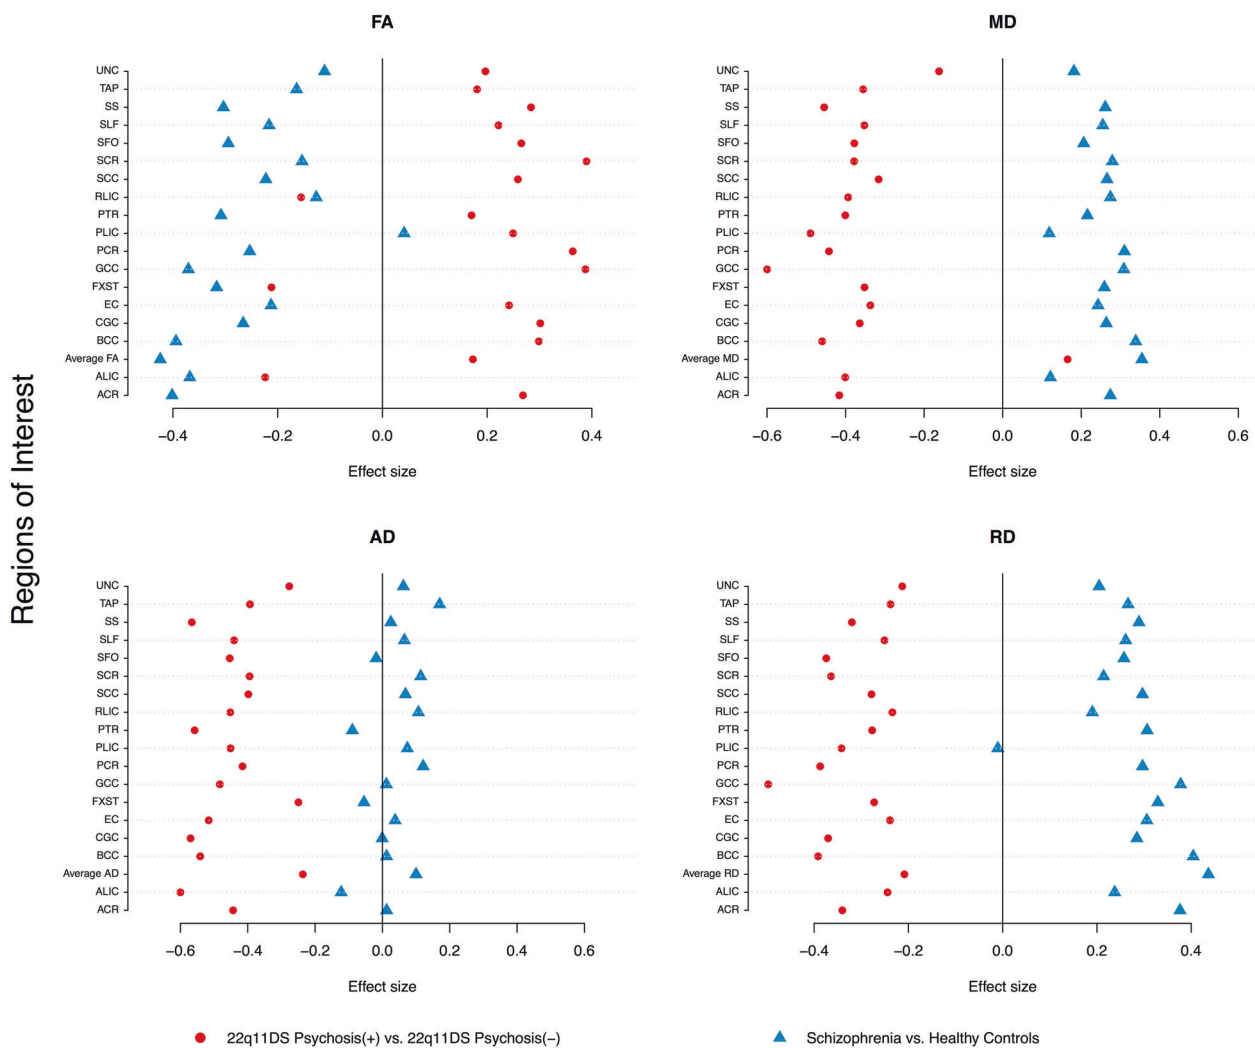 FA
UNC
TAP
SS
SLF
SFO
SCR
SCC
RLIC
PTR
PLIC
PCR
GCC
FXST
EC
CGC
BCC
Average FA
ALIC
ACR
−0.4 −0.2 0.0 0.2 0.4
Effect size
MD
UNC
TAP
SS
SLF
SFO
SCR
SCC
RLIC
PTR
PLIC
PCR
GCC
FXST
EC
CGC
BCC
Average MD
ALIC
ACR
−0.6 −0.4 −0.2 0.0 0.2 0.4 0.6
Effect size
Regions of Interest
AD
UNC
TAP
SS
SLF
SFO
SCR
SCC
RLIC
PTR
PLIC
PCR
GCC
FXST
EC
CGC
BCC
Average AD
ALIC
ACR
−0.6 −0.4 −0.2 0.0 0.2 0.4 0.6
Effect size
RD
UNC
TAP
SS
SLF
SFO
SCR
SCC
RLIC
PTR
PLIC
PCR
GCC
FXST
EC
CGC
BCC
Average RD
ALIC
ACR
−0.4 −0.2 0.0 0.2 0.4
Effect size
22q11DS Psychosis(+) vs. 22q11DS Psychosis(−)
Schizophrenia vs. Healthy Controls